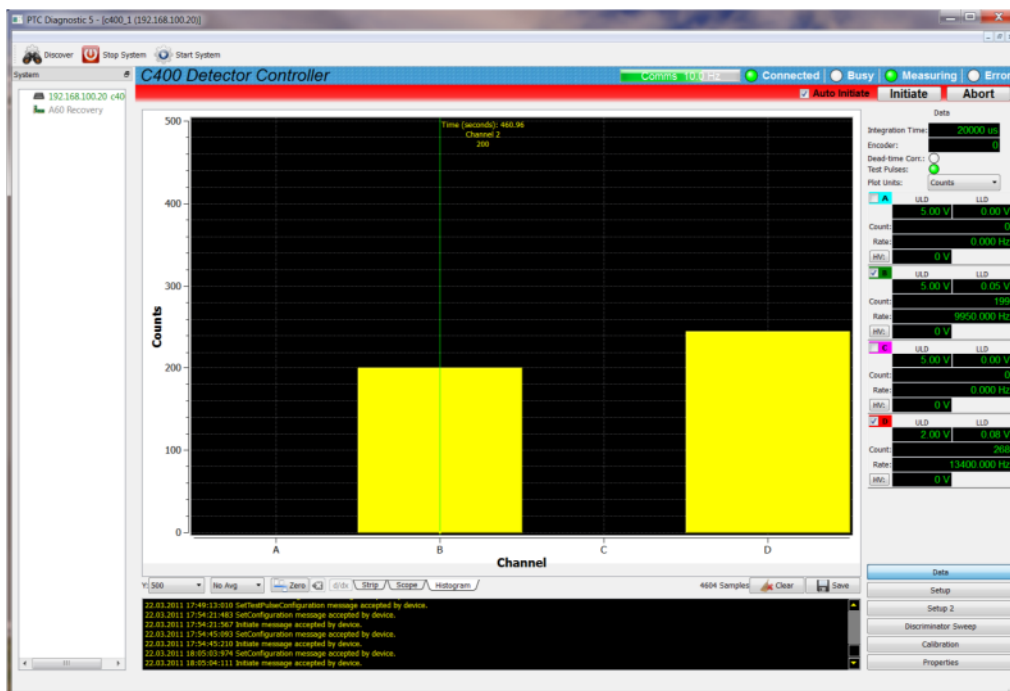 PTC Diagnostic 5 - [c400_1 (192.168.100.20)]
Discover Stop System Start System
System
C400 Detector Controller Comms 10.0 Hz Connected Busy Measuring Error
192.168.100.20 c40 Auto Initiate Initiate Abort
A60 Recovery
Data
Integration Time: 20000 us
Encoder: 0
Dead-time Corr.:
Test Pulses:
Plot Units: Counts
A ULD LLD
5.00 V 0.00 V
Count: 0
Rate: 0.000 Hz
HV: 0 V
B ULD LLD
5.00 V 0.05 V
Count: 199
Rate: 9950.000 Hz
HV: 0 V
C ULD LLD
5.00 V 0.00 V
Count: 0
Rate: 0.000 Hz
HV: 0 V
D ULD LLD
2.00 V 0.08 V
Count: 268
Rate: 13400.000 Hz
HV: 0 V
Time (seconds): 460.96
Channel 2
200
500
400
300
200
100
0
Counts
A B C D
Channel
Y: 500 No Avg Zero d/dx Strip Scope Histogram 4604 Samples Clear Save
22.03.2011 17:49:13:010 SetTestPulseConfiguration message accepted by device.
22.03.2011 17:54:21:483 SetConfiguration message accepted by device.
22.03.2011 17:54:21:567 Initiate message accepted by device.
22.03.2011 17:54:45:093 SetConfiguration message accepted by device.
22.03.2011 17:54:45:210 Initiate message accepted by device.
22.03.2011 18:05:03:974 SetConfiguration message accepted by device.
22.03.2011 18:05:04:111 Initiate message accepted by device.
Data
Setup
Setup 2
Discriminator Sweep
Calibration
Properties